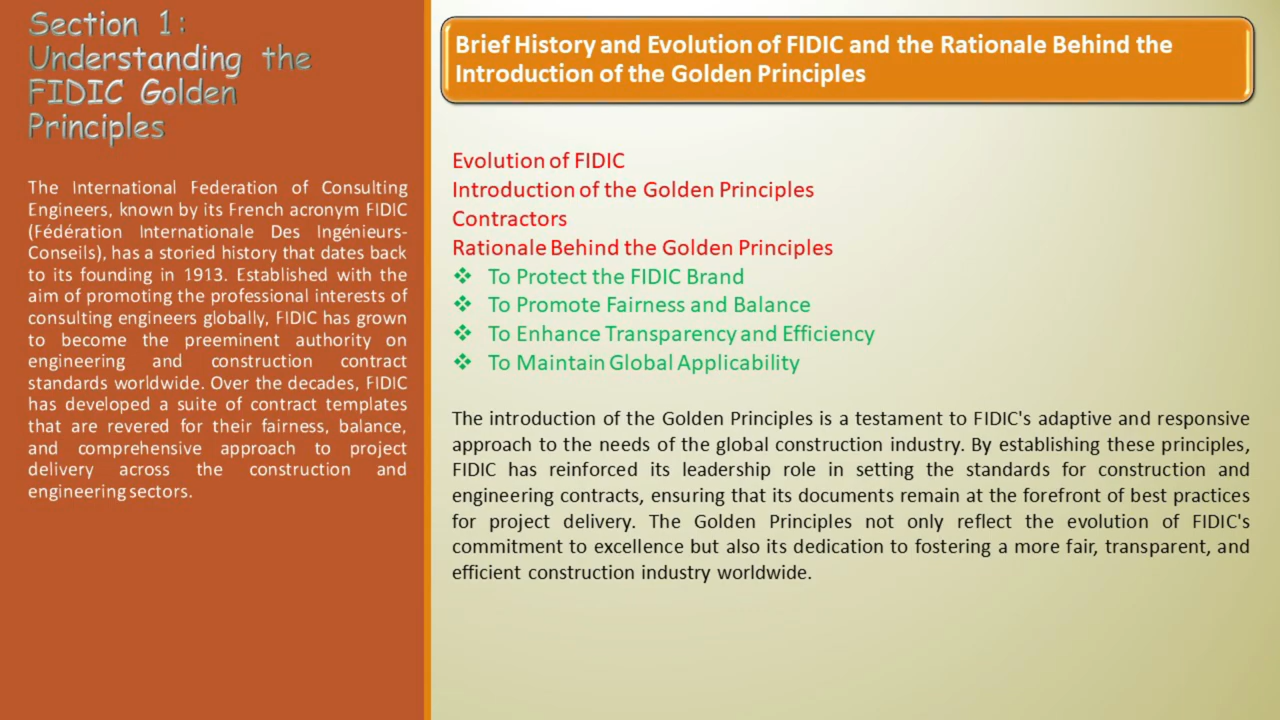 Section 1:
Understanding the
FIDIC Golden
Principles
The International Federation of Consulting
Engineers, known by its French acronym FIDIC
(Fédération Internationale Des Ingénieurs-
Conseils), has a storied history that dates back
to its founding in 1913. Established with the
aim of promoting the professional interests of
consulting engineers globally, FIDIC has grown
to become the preeminent authority on
engineering and construction contract
standards worldwide. Over the decades, FIDIC
has developed a suite of contract templates
that are revered for their fairness, balance,
and comprehensive approach to project
delivery across the construction and
engineering sectors.
Brief History and Evolution of FIDIC and the Rationale Behind the
Introduction of the Golden Principles
Evolution of FIDIC
Introduction of the Golden Principles
Contractors
Rationale Behind the Golden Principles
❖ To Protect the FIDIC Brand
❖ To Promote Fairness and Balance
❖ To Enhance Transparency and Efficiency
❖ To Maintain Global Applicability
The introduction of the Golden Principles is a testament to FIDIC's adaptive and responsive
approach to the needs of the global construction industry. By establishing these principles,
FIDIC has reinforced its leadership role in setting the standards for construction and
engineering contracts, ensuring that its documents remain at the forefront of best practices
for project delivery. The Golden Principles not only reflect the evolution of FIDIC's
commitment to excellence but also its dedication to fostering a more fair, transparent, and
efficient construction industry worldwide.